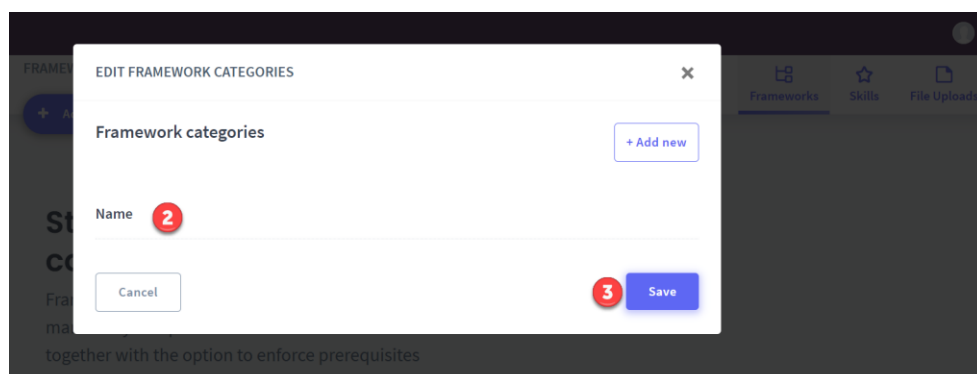 EDIT FRAMEWORK CATEGORIES
×
FRAMEW
Frameworks
Skills
File Uploads
+ A
Framework categories
+ Add new
Name
2
St
co
Cancel
3
Save
Fra
ma
together with the option to enforce prerequisites